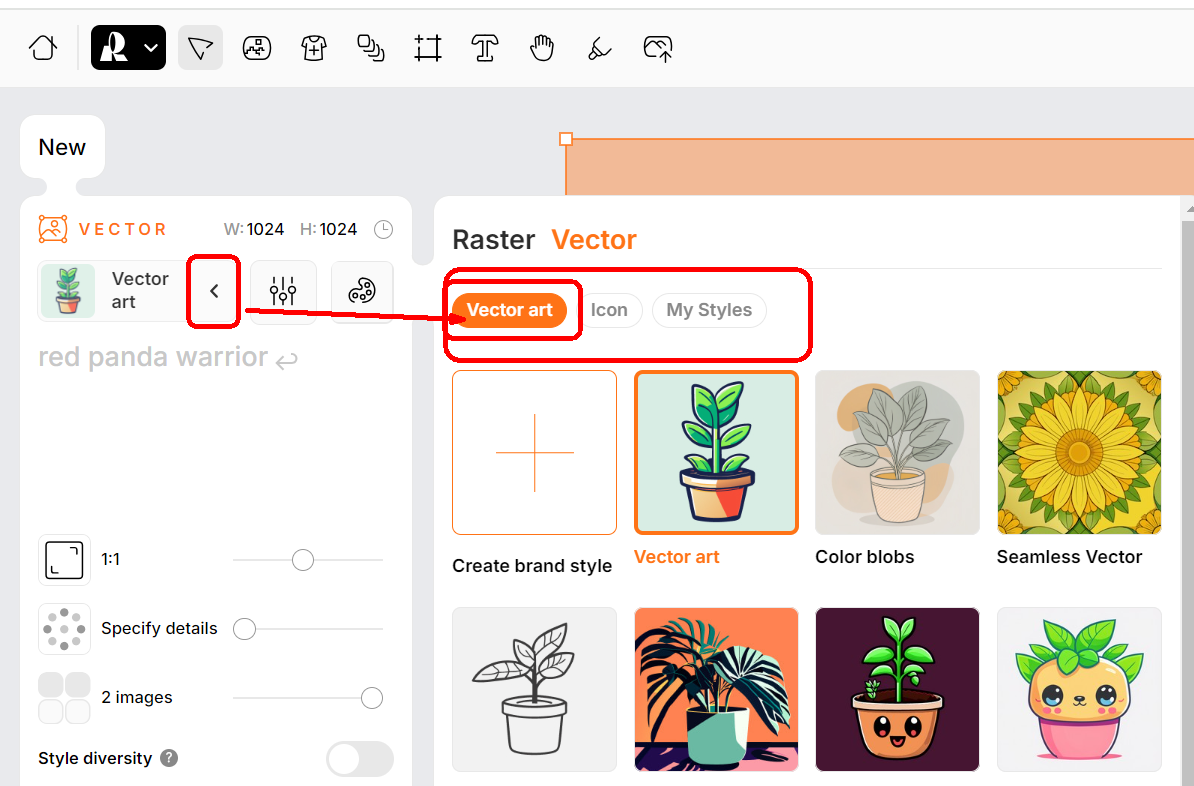 New
VECTOR
W: 1024 H: 1024
Vector
art
red panda warrior
1:1
Specify details
2 images
Style diversity ?
Raster Vector
Vector art Icon My Styles
Create brand style
Vector art
Color blobs
Seamless Vector